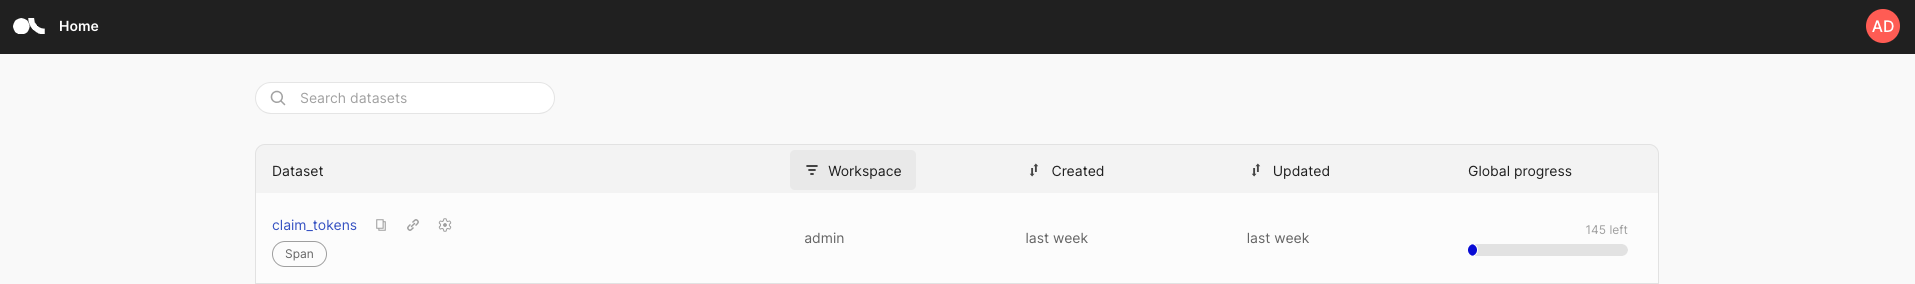 Home
AD
Search datasets
Dataset Workspace Created Updated Global progress
claim_tokens
Span
admin last week last week
145 left